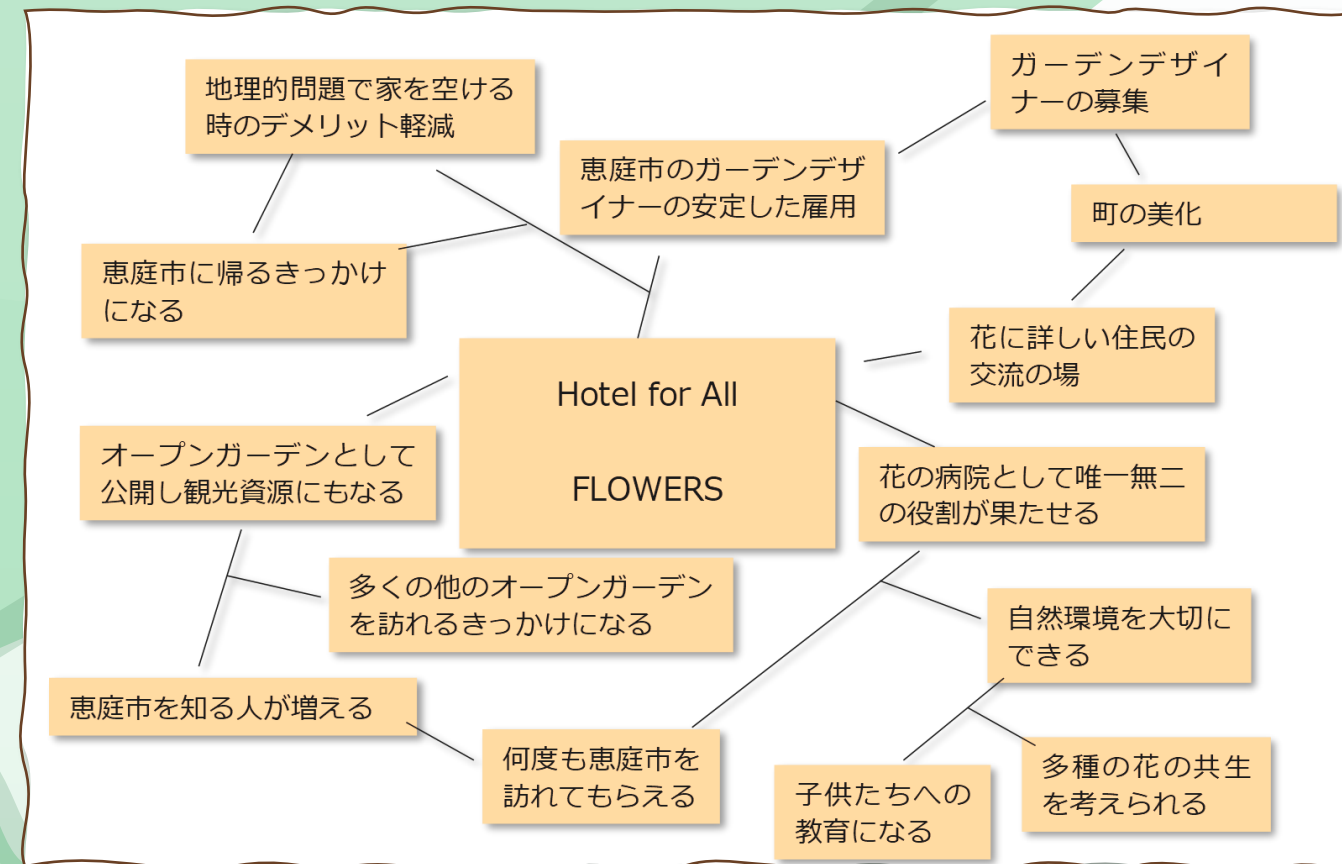 地理的問題で家を空ける
時のデメリット軽減
ガーデンデザイ
ナーの募集
恵庭市のガーデンデザ
イナーの安定した雇用
町の美化
恵庭市に帰るきっかけ
になる
花に詳しい住民の
交流の場
Hotel for All
FLOWERS
オープンガーデンとして
公開し観光資源にもなる
花の病院として唯一無二
の役割が果たせる
多くの他のオープンガーデン
を訪れるきっかけになる
自然環境を大切に
できる
恵庭市を知る人が増える
何度も恵庭市を
訪れてもらえる
子供たちへの
教育になる
多種の花の共生
を考えられる